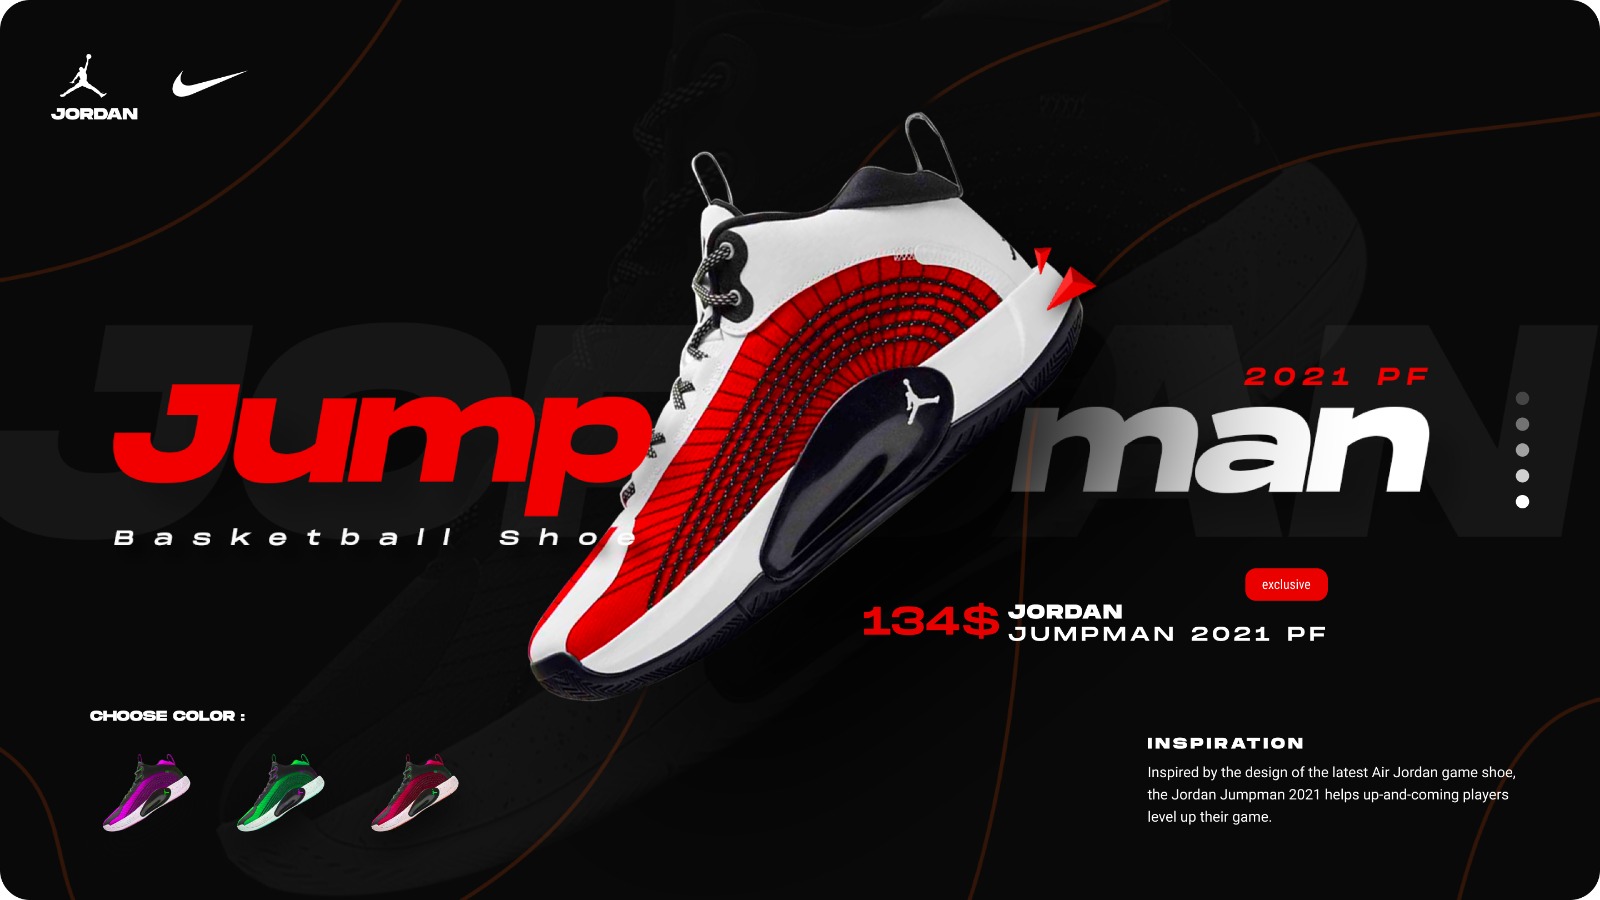 JORDAN
JORDAN
2021 PF
Jump
man
Basketball Shoe
exclusive
134$
JORDAN
JUMPMAN 2021 PF
CHOOSE COLOR :
INSPIRATION
Inspired by the design of the latest Air Jordan game shoe,
the Jordan Jumpman 2021 helps up-and-coming players
level up their game.